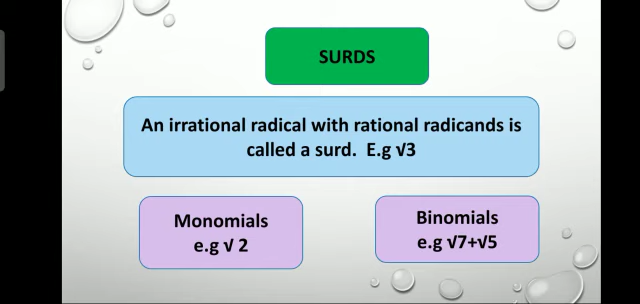 SURDS
An irrational radical with rational radicands is
called a surd.  E.g √3
Monomials
e.g √ 2
Binomials
e.g √7+√5